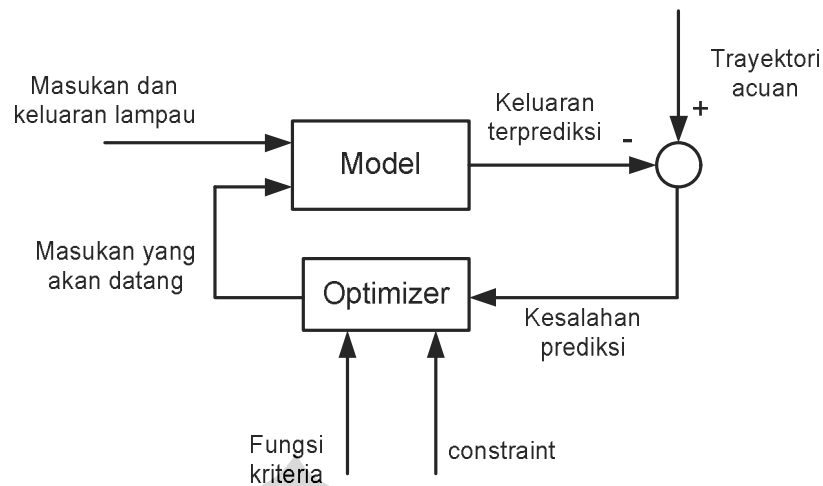 Trayektori
acuan
Masukan dan
keluaran lampau
Keluaran
terprediksi
+
-
Model
Masukan yang
akan datang
Optimizer
Kesalahan
prediksi
Fungsi
kriteria
constraint